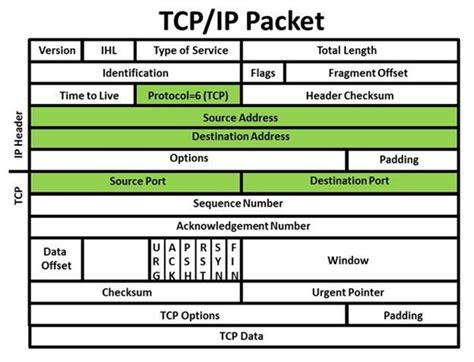 TCP/IP Packet
Version IHL Type of Service Total Length
Identification Flags Fragment Offset
Time to Live Protocol=6 (TCP) Header Checksum
Source Address
Destination Address
Options Padding
IP Header
Source Port Destination Port
TCP
Sequence Number
Acknowledgement Number
Data Offset URG ACK PSH RST SYN FIN Window
Checksum Urgent Pointer
TCP Options Padding
TCP Data